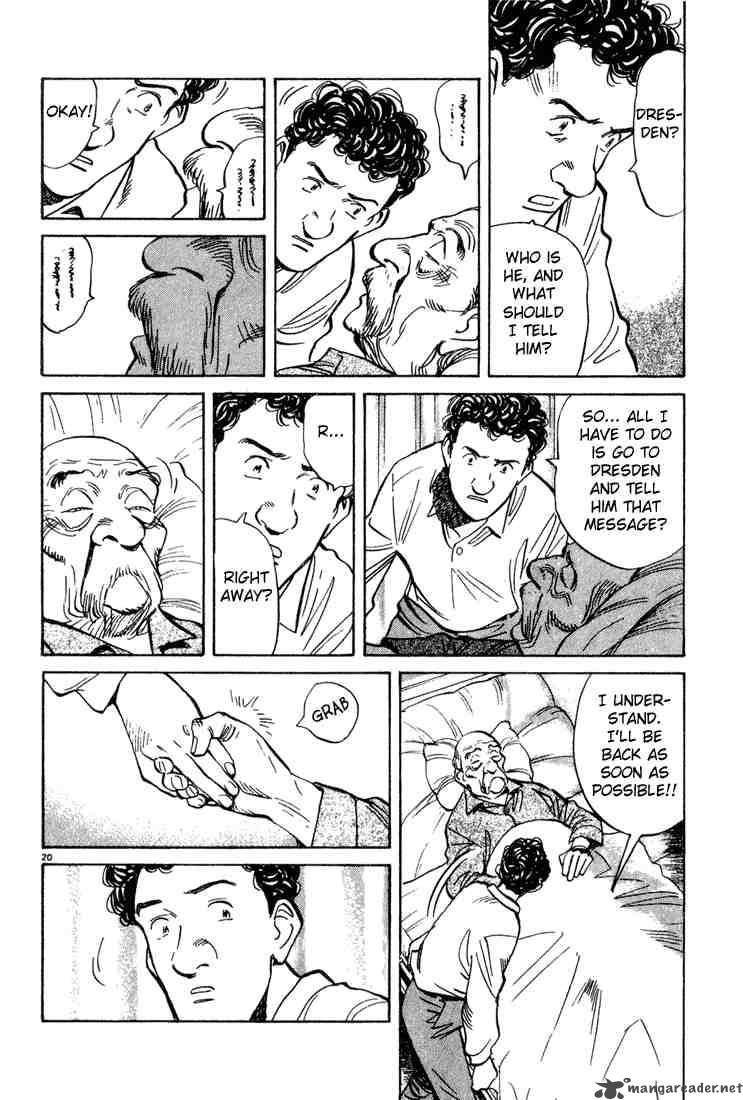 DRES-
DEN?
WHO IS
HE, AND
WHAT
SHOULD
I TELL
HIM?
OKAY!
SO... ALL I
HAVE TO DO
IS GO TO
DRESDEN
AND TELL
HIM THAT
MESSAGE?
R...
RIGHT
AWAY?
I UNDER-
STAND.
I'LL BE
BACK AS
SOON AS
POSSIBLE!!
GRAB
20
mangareader.net